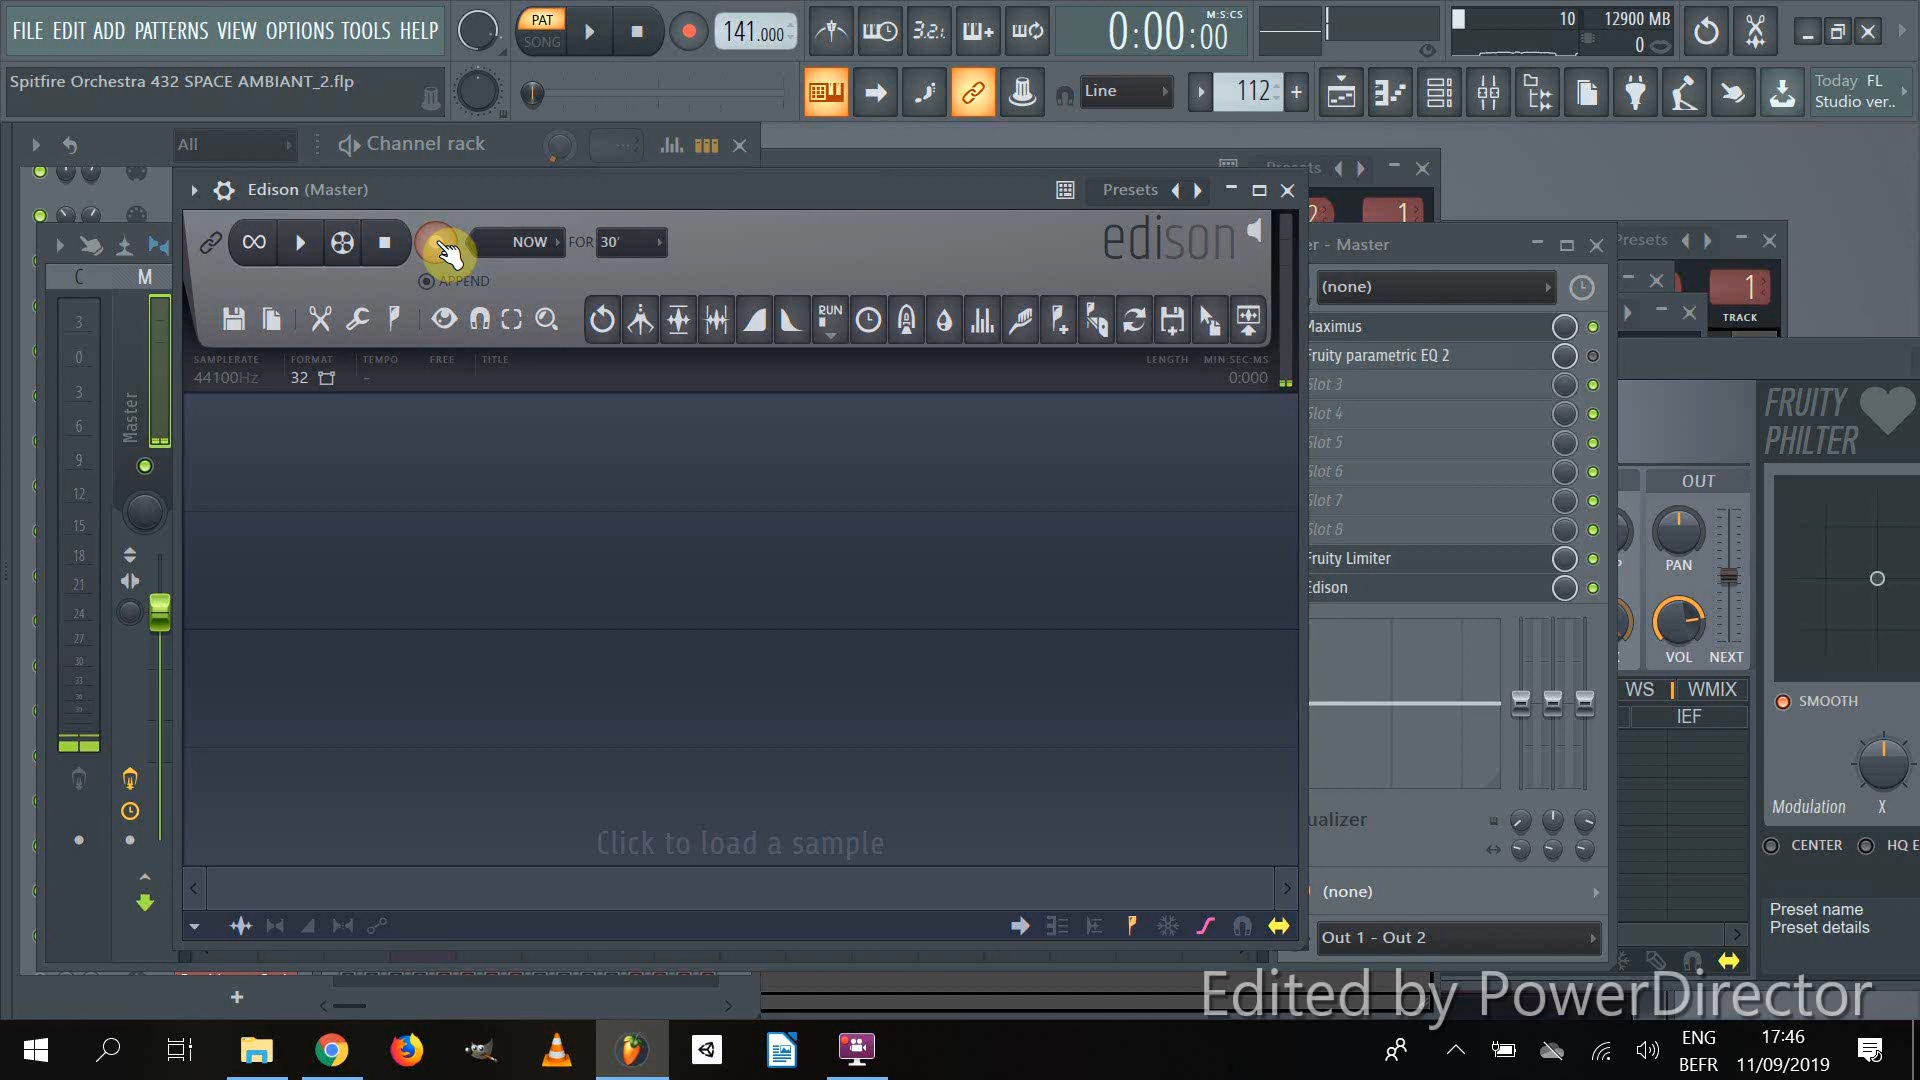 FILE EDIT ADD PATTERNS VIEW OPTIONS TOOLS HELP
PAT
SONG
141.000
3.2.1
0:00:00
M:S:CS
10
12900 MB
0
Spitfire Orchestra 432 SPACE AMBIANT_2.flp
Line
112
Today FL
Studio ver..
All
Channel rack
Presets
Edison (Master)
Presets
NOW
FOR 30'
edison
APPEND
RUN
SAMPLERATE
FORMAT
TEMPO
FREE
TITLE
LENGTH
MIN:SEC:MS
44100Hz
32
-
0:000
C
M
3
0
3
6
9
12
15
18
21
24
27
30
33
Master
Click to load a sample
1
- Master
(none)
Maximus
Fruity parametric EQ 2
Slot 3
Slot 4
Slot 5
Slot 6
Slot 7
Slot 8
Fruity Limiter
Edison
ualizer
(none)
Out 1 - Out 2
1
TRACK
OUT
PAN
VOL
NEXT
WS
WMIX
IEF
FRUITY
PHILTER
SMOOTH
Modulation X
CENTER
HQ E
Preset name
Preset details
Edited by PowerDirector
ENG
BEFR
17:46
11/09/2019